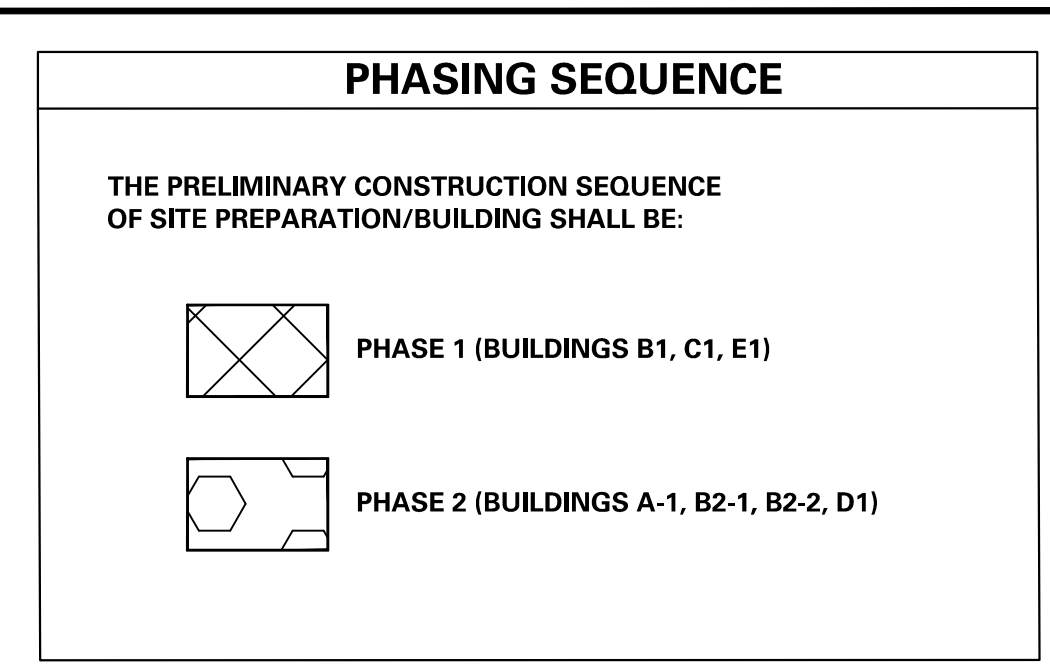 PHASING SEQUENCE
THE PRELIMINARY CONSTRUCTION SEQUENCE
OF SITE PREPARATION/BUILDING SHALL BE:
PHASE 1 (BUILDINGS B1, C1, E1)
PHASE 2 (BUILDINGS A-1, B2-1, B2-2, D1)